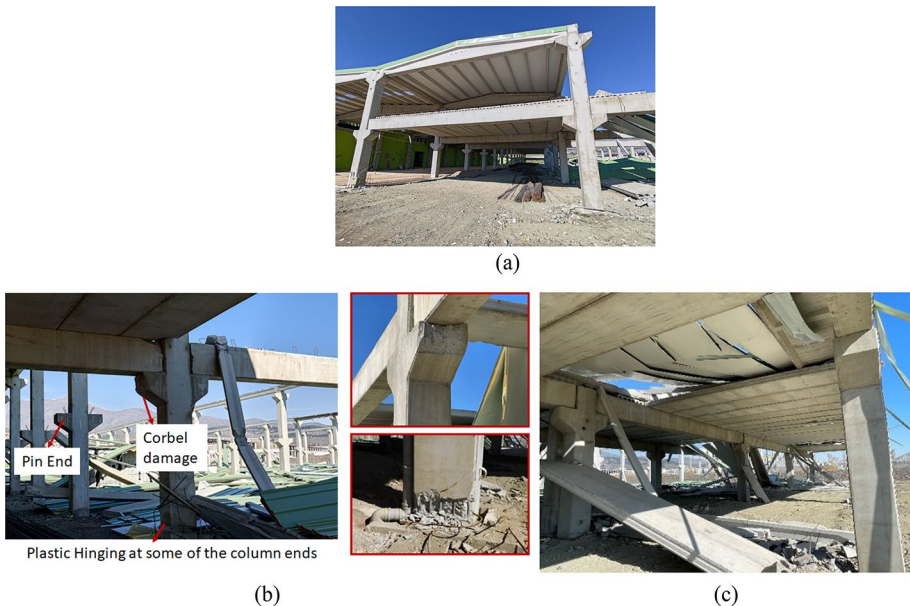 (a)
Pin End
Corbel
damage
Plastic Hinging at some of the column ends
(b)
(c)